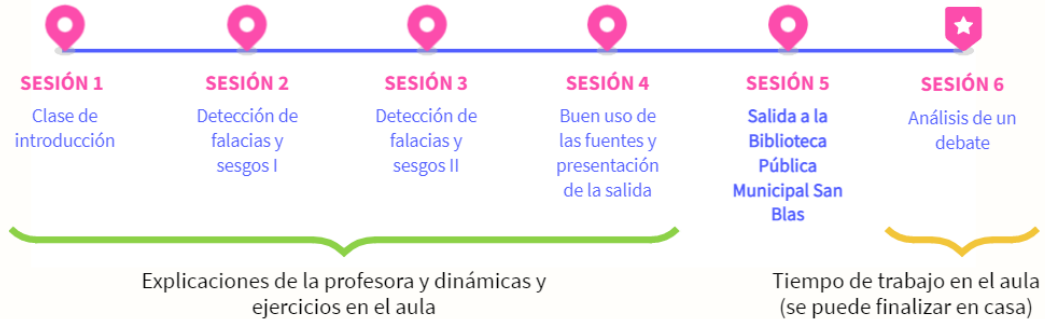 SESIÓN 1
Clase de
introducción
SESIÓN 2
Detección de
falacias y
sesgos I
SESIÓN 3
Detección de
falacias y
sesgos II
SESIÓN 4
Buen uso de
las fuentes y
presentación
de la salida
SESIÓN 5
Salida a la
Biblioteca
Pública
Municipal San
Blas
SESIÓN 6
Análisis de un
debate
Explicaciones de la profesora y dinámicas y
ejercicios en el aula
Tiempo de trabajo en el aula
(se puede finalizar en casa)